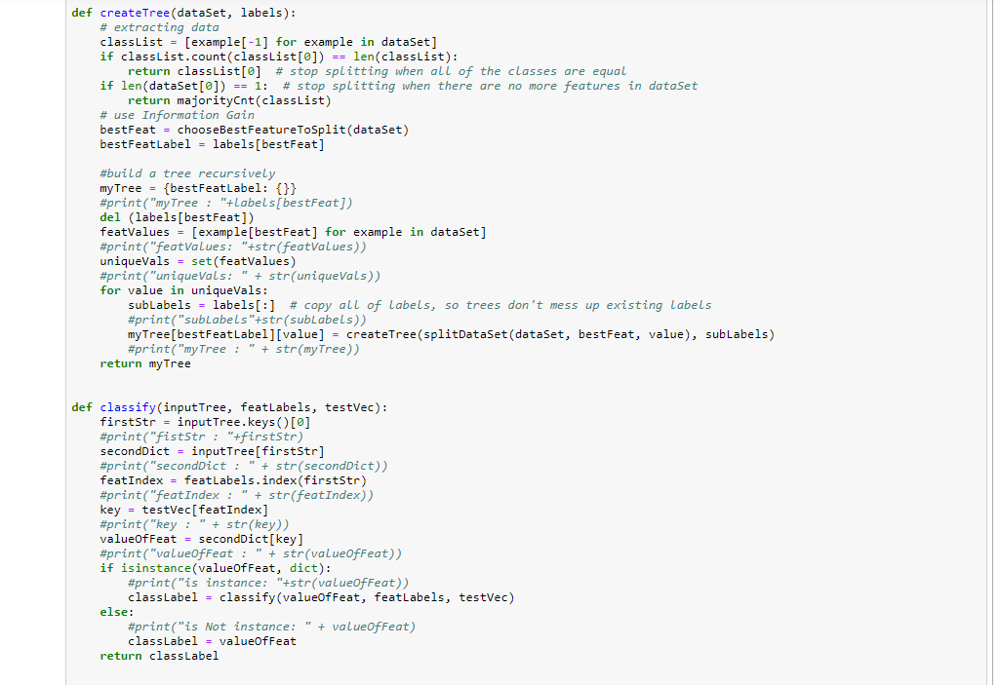 def createTree(dataSet, labels):
    # extracting data
    classList = [example[-1] for example in dataSet]
    if classList.count(classList[0]) == len(classList):
        return classList[0]  # stop splitting when all of the classes are equal
    if len(dataSet[0]) == 1:  # stop splitting when there are no more features in dataSet
        return majorityCnt(classList)
    # use Information Gain
    bestFeat = chooseBestFeatureToSplit(dataSet)
    bestFeatLabel = labels[bestFeat]

    #build a tree recursively
    myTree = {bestFeatLabel: {}}
    #print("myTree : "+labels[bestFeat])
    del (labels[bestFeat])
    featValues = [example[bestFeat] for example in dataSet]
    #print("featValues: "+str(featValues))
    uniqueVals = set(featValues)
    #print("uniqueVals: " + str(uniqueVals))
    for value in uniqueVals:
        subLabels = labels[:]  # copy all of labels, so trees don't mess up existing labels
        #print("subLabels"+str(subLabels))
        myTree[bestFeatLabel][value] = createTree(splitDataSet(dataSet, bestFeat, value), subLabels)
        #print("myTree : " + str(myTree))
    return myTree


def classify(inputTree, featLabels, testVec):
    firstStr = inputTree.keys()[0]
    #print("fistStr : "+firstStr)
    secondDict = inputTree[firstStr]
    #print("secondDict : " + str(secondDict))
    featIndex = featLabels.index(firstStr)
    #print("featIndex : " + str(featIndex))
    key = testVec[featIndex]
    #print("key : " + str(key))
    valueOfFeat = secondDict[key]
    #print("valueOfFeat : " + str(valueOfFeat))
    if isinstance(valueOfFeat, dict):
        #print("is instance: "+str(valueOfFeat))
        classLabel = classify(valueOfFeat, featLabels, testVec)
    else:
        #print("is Not instance: " + valueOfFeat)
        classLabel = valueOfFeat
    return classLabel